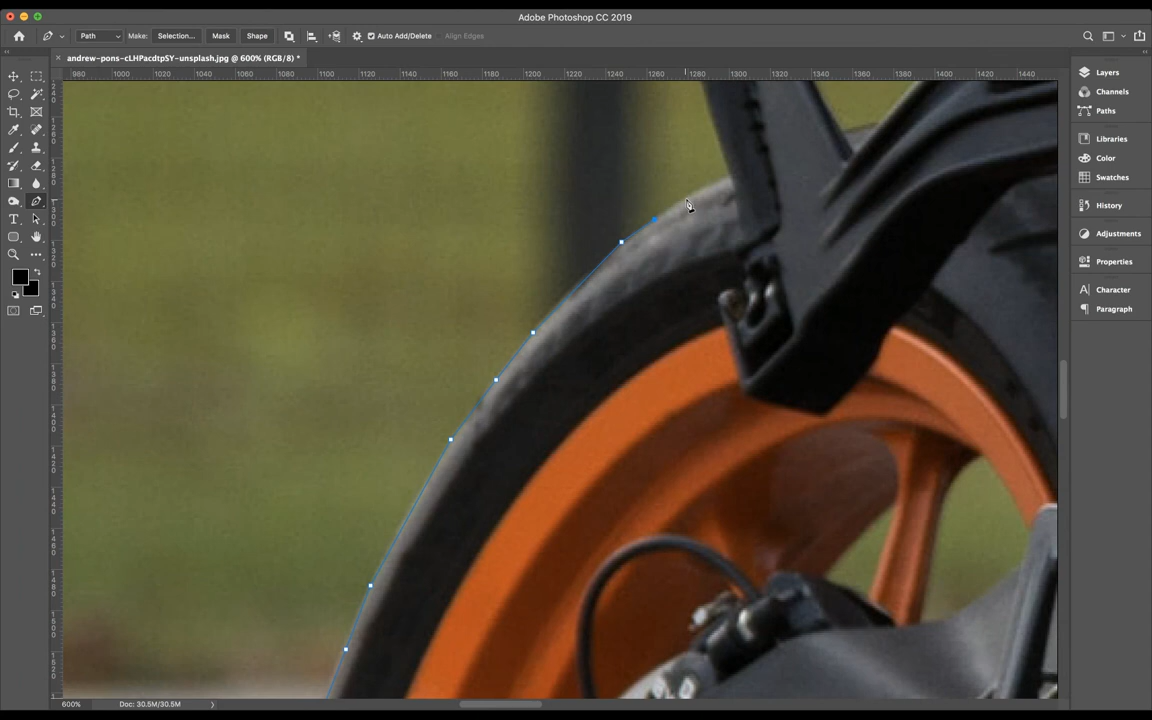 Adobe Photoshop CC 2019
Path Make: Selection... Mask Shape Auto Add/Delete Align Edges
× andrew-pons-cLHPacdtpSY-unsplash.jpg @ 600% (RGB/8) *
980 1000 1020 1040 1060 1080 1100 1120 1140 1160 1180 1200 1220 1240 1260 1280 1300 1320 1340 1360 1380 1400 1420 1440
Layers
Channels
Paths
Libraries
Color
Swatches
History
Adjustments
Properties
Character
Paragraph
600% Doc: 30.5M/30.5M